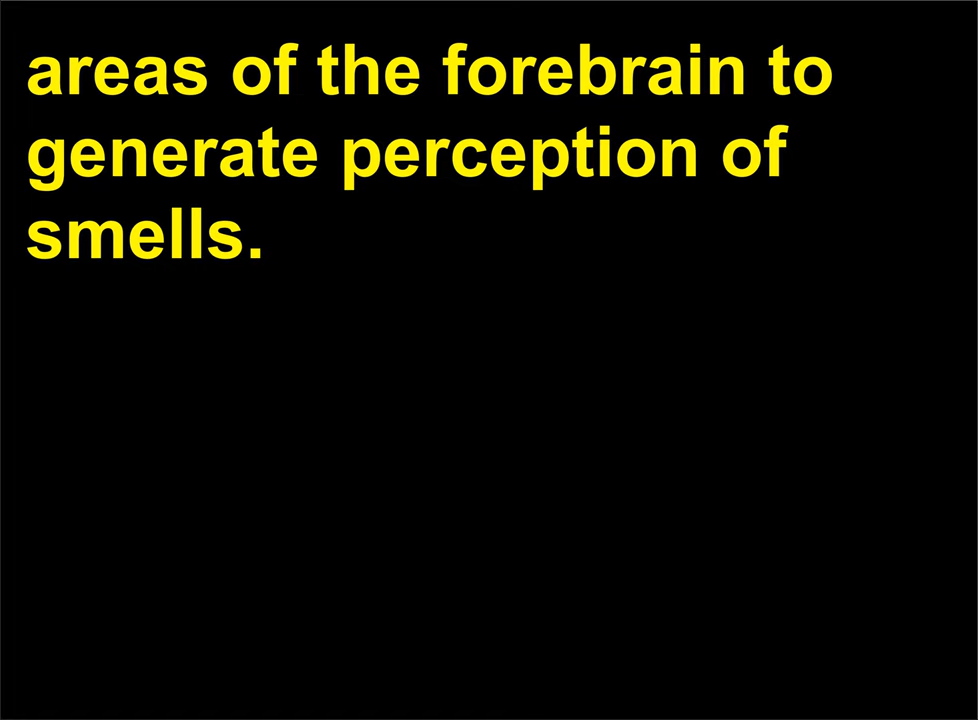 areas of the forebrain to
generate perception of
smells.